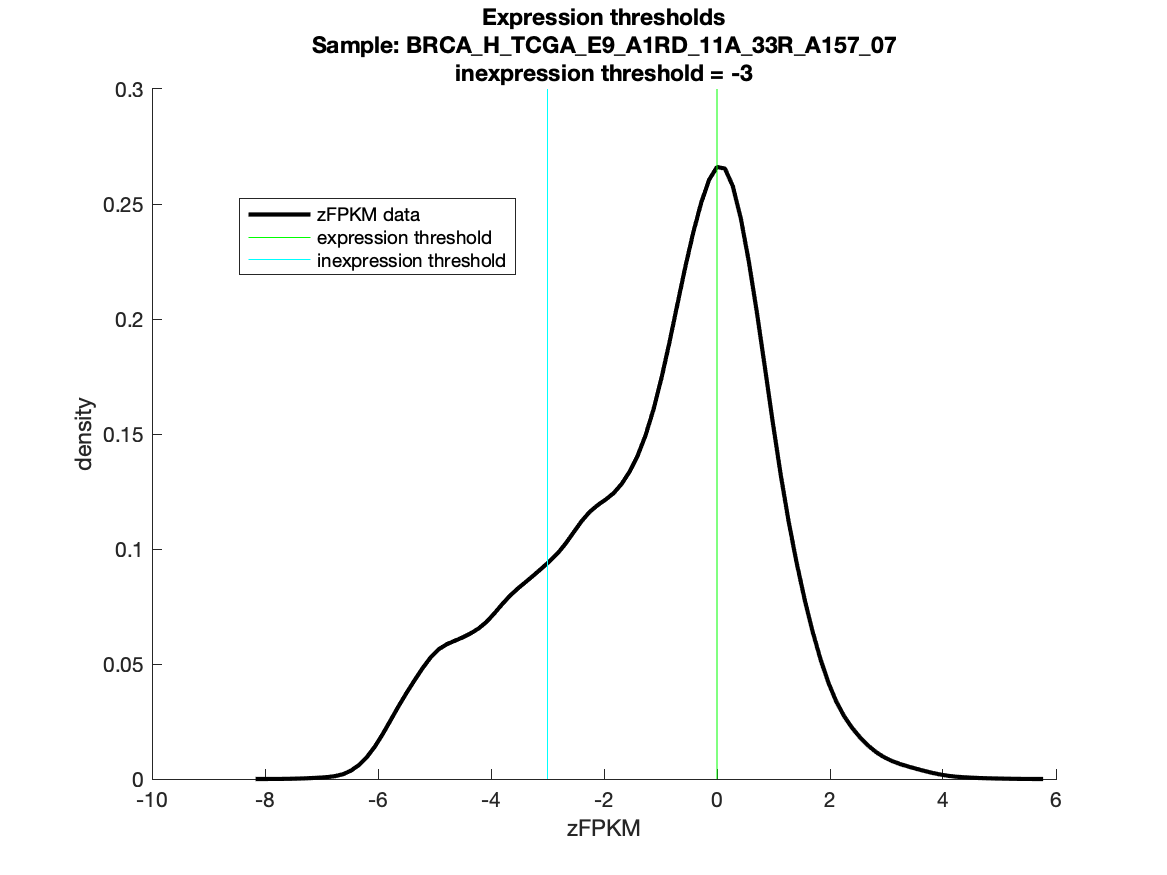 Expression thresholds
Sample: BRCA_H_TCGA_E9_A1RD_11A_33R_A157_07
inexpression threshold = -3
0.3
0.25
0.2
0.15
0.1
0.05
0
density
zFPKM data
expression threshold
inexpression threshold
-10 -8 -6 -4 -2 0 2 4 6
zFPKM